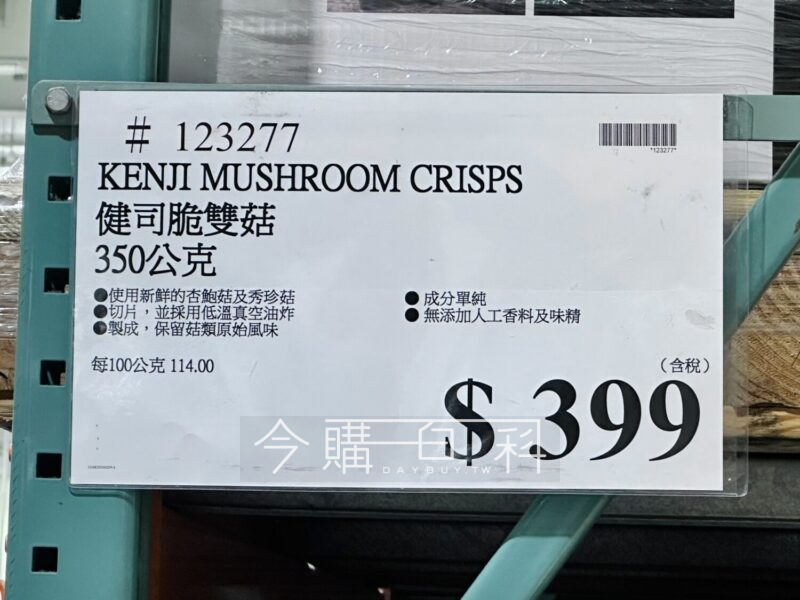 # 123277
*123277*
KENJI MUSHROOM CRISPS
健司脆雙菇
350公克
●使用新鮮的杏鮑菇及秀珍菇
●切片，並採用低溫真空油炸
●製成，保留菇類原始風味
● 成分單純
● 無添加人工香料及味精
每100公克 114.00
（含稅）
$ 399
今購百科
DAYBUY.TW